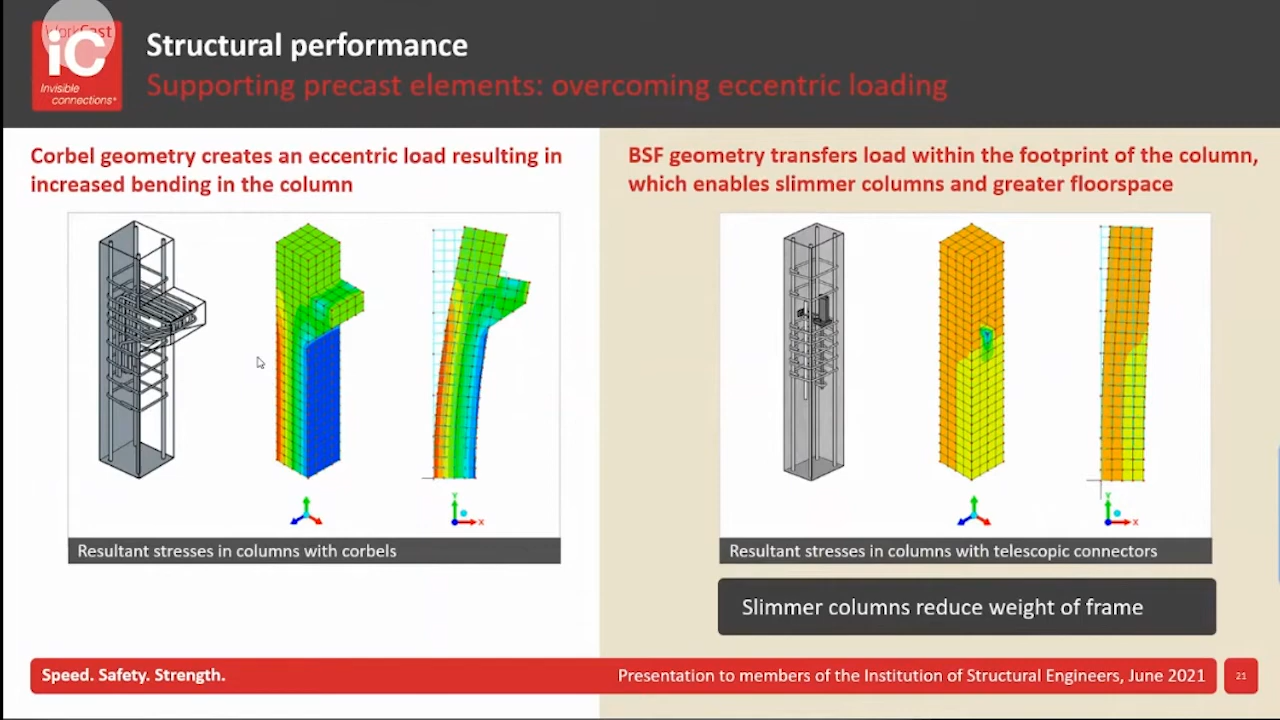 WorkCast
iC
Invisible
connections®
Structural performance
Supporting precast elements: overcoming eccentric loading
Corbel geometry creates an eccentric load resulting in
increased bending in the column
BSF geometry transfers load within the footprint of the column,
which enables slimmer columns and greater floorspace
Y
X
Resultant stresses in columns with corbels
Y
X
Resultant stresses in columns with telescopic connectors
Slimmer columns reduce weight of frame
Speed. Safety. Strength.
Presentation to members of the Institution of Structural Engineers, June 2021
21